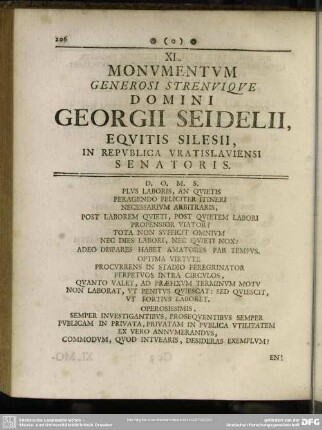 206
❀ ( o ) ❀
XI.
MONVMENTVM
GENEROSI STRENVIQVE
DOMINI
GEORGII SEIDELII,
EQVITIS SILESII,
IN REPVBLICA VRATISLAVIENSI
SENATORIS.
D. O. M. S.
PLVS LABORIS, AN QVIETIS
PERAGENDO FELICITER ITINERI
NECESSARIVM ARBITRARIS,
POST LABOREM QVIETI, POST QVIETEM LABORI
PROPENSIOR VIATOR?
TOTA NON SVFFICIT OMNIVM
NEC DIES LABORI, NEC QVIETI NOX?
ADEO DISPARES HABET AMATORES PAR TEMPVS.
OPTIMA VIRTVTE
PROCVRRENS IN STADIO PEREGRINATOR
PERPETVOS INTRA CIRCVLOS,
QVANTO VALET, AD PRÆFIXVM TERMINVM MOTV
NON LABORAT, VT PENITVS QVIESCAT: SED QVIESCIT,
VT FORTIVS LABORET.
OPEROSISSIMIS,
SEMPER INVESTIGANTIBVS, PROSEQVENTIBVS SEMPER
PVBLICAM IN PRIVATA, PRIVATAM IN PVBLICA VTILITATEM
EX VERO ANNVMERANDVS,
COMMODVM, QVOD INTVEARIS, DESIDERAS EXEMPLVM?
EN!
XI. MO-